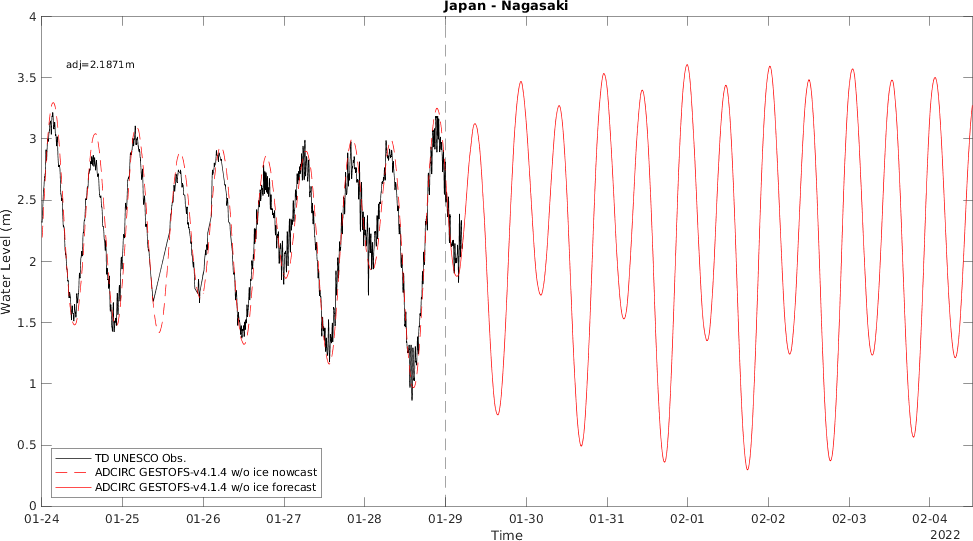 Japan - Nagasaki
adj=2.1871m
Water Level (m)
4
3.5
3
2.5
2
1.5
1
0.5
0
TD UNESCO Obs.
ADCIRC GESTOFS-v4.1.4 w/o ice nowcast
ADCIRC GESTOFS-v4.1.4 w/o ice forecast
01-24 01-25 01-26 01-27 01-28 01-29 01-30 01-31 02-01 02-02 02-03 02-04
Time
2022